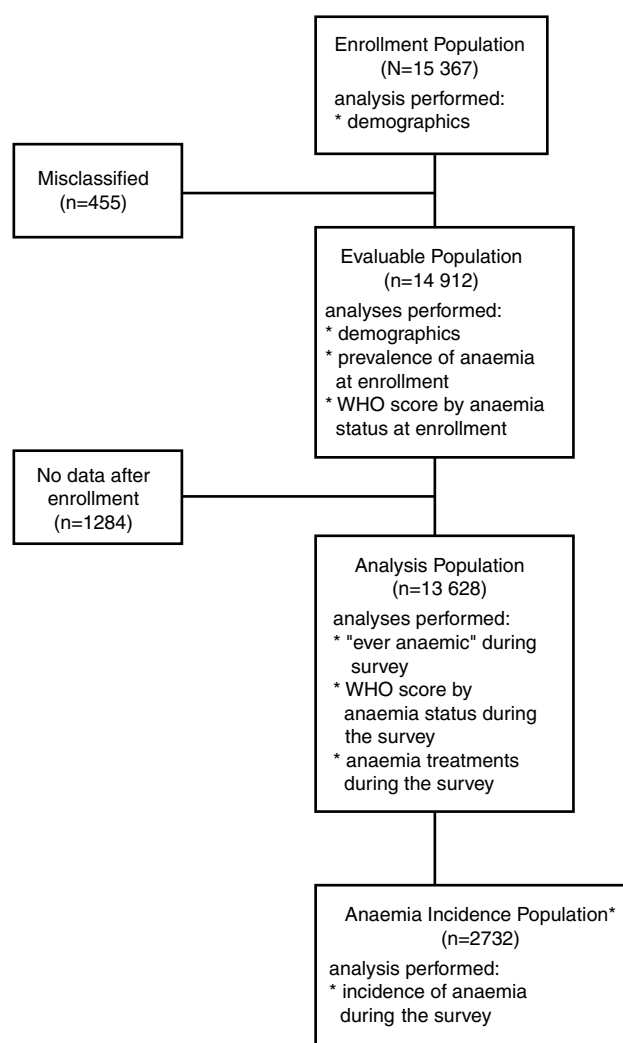 Enrollment Population
(N=15 367)
analysis performed:
* demographics
Misclassified
(n=455)
Evaluable Population
(n=14 912)
analyses performed:
* demographics
* prevalence of anaemia
at enrollment
* WHO score by anaemia
status at enrollment
No data after
enrollment
(n=1284)
Analysis Population
(n=13 628)
analyses performed:
* "ever anaemic" during
survey
* WHO score by
anaemia status during
the survey
* anaemia treatments
during the survey
Anaemia Incidence Population*
(n=2732)
analysis performed:
* incidence of anaemia
during the survey